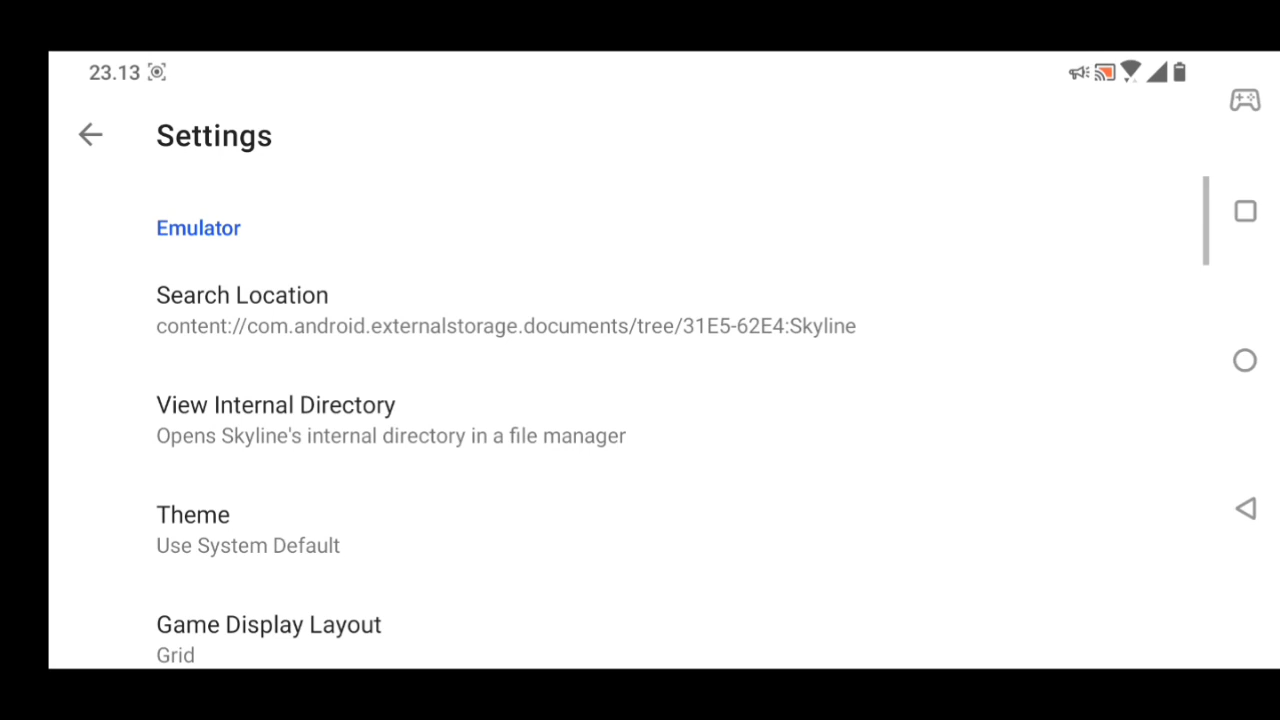 23.13
Settings
Emulator
Search Location
content://com.android.externalstorage.documents/tree/31E5-62E4:Skyline
View Internal Directory
Opens Skyline's internal directory in a file manager
Theme
Use System Default
Game Display Layout
Grid